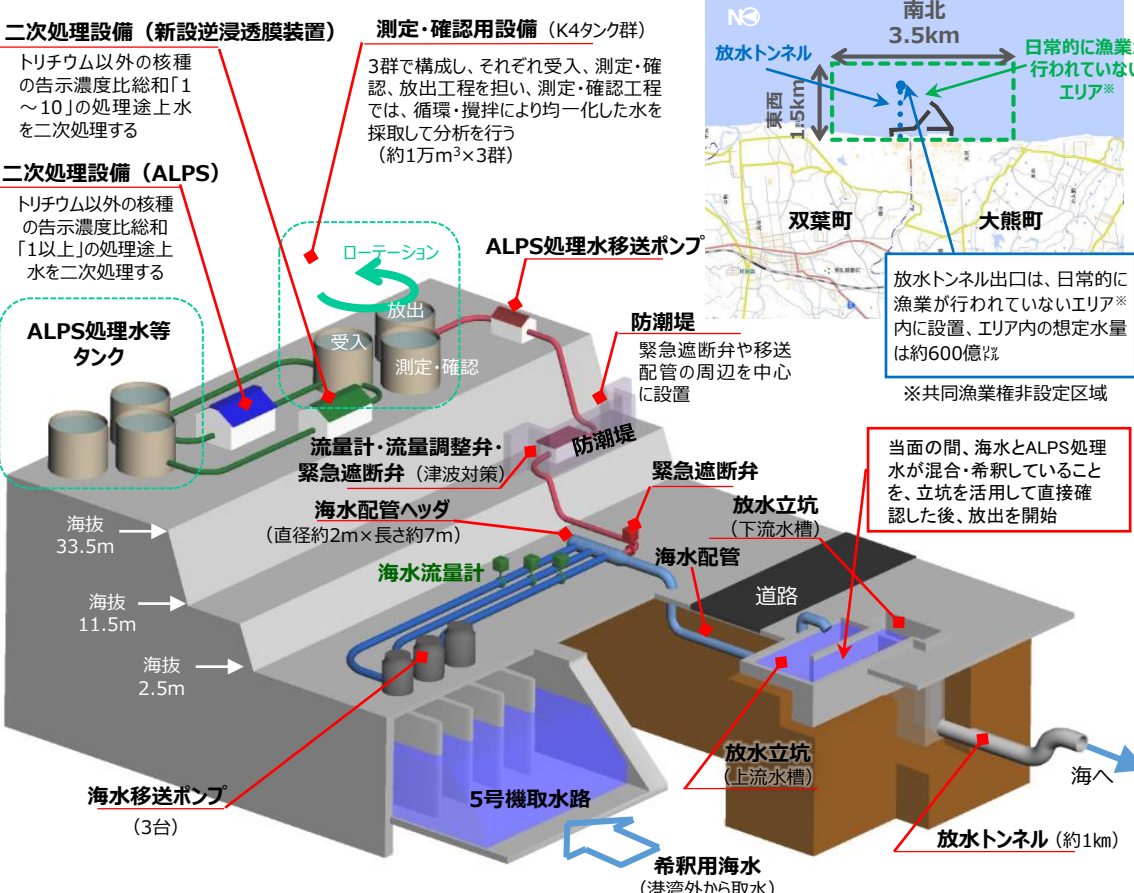 二次処理設備（新設逆浸透膜装置）
トリチウム以外の核種
の告示濃度比総和「1
～10」の処理途上水
を二次処理する
二次処理設備（ALPS）
トリチウム以外の核種
の告示濃度比総和
「1以上」の処理途上
水を二次処理する
測定・確認用設備（K4タンク群）
3群で構成し、それぞれ受入、測定・確
認、放出工程を担い、測定・確認工程
では、循環・攪拌により均一化した水を
採取して分析を行う
（約1万m³×3群）
N
南北
3.5km
放水トンネル
東西
1.5km
日常的に漁業が
行われていない
エリア※
双葉町
大熊町
放水トンネル出口は、日常的に
漁業が行われていないエリア※
内に設置、エリア内の想定水量
は約600億㍑
※共同漁業権非設定区域
ローテーション
放出
受入
測定・確認
ALPS処理水移送ポンプ
ALPS処理水等
タンク
防潮堤
緊急遮断弁や移送
配管の周辺を中心
に設置
防潮堤
流量計・流量調整弁・
緊急遮断弁（津波対策）
緊急遮断弁
当面の間、海水とALPS処理
水が混合・希釈していること
を、立坑を活用して直接確
認した後、放出を開始
海水配管ヘッダ
（直径約2m×長さ約7m）
放水立坑
（下流水槽）
海水流量計
海水配管
道路
海抜
33.5m
海抜
11.5m
海抜
2.5m
放水立坑
（上流水槽）
海へ
海水移送ポンプ
（3台）
5号機取水路
放水トンネル（約1㎞）
希釈用海水
（港湾外から取水）